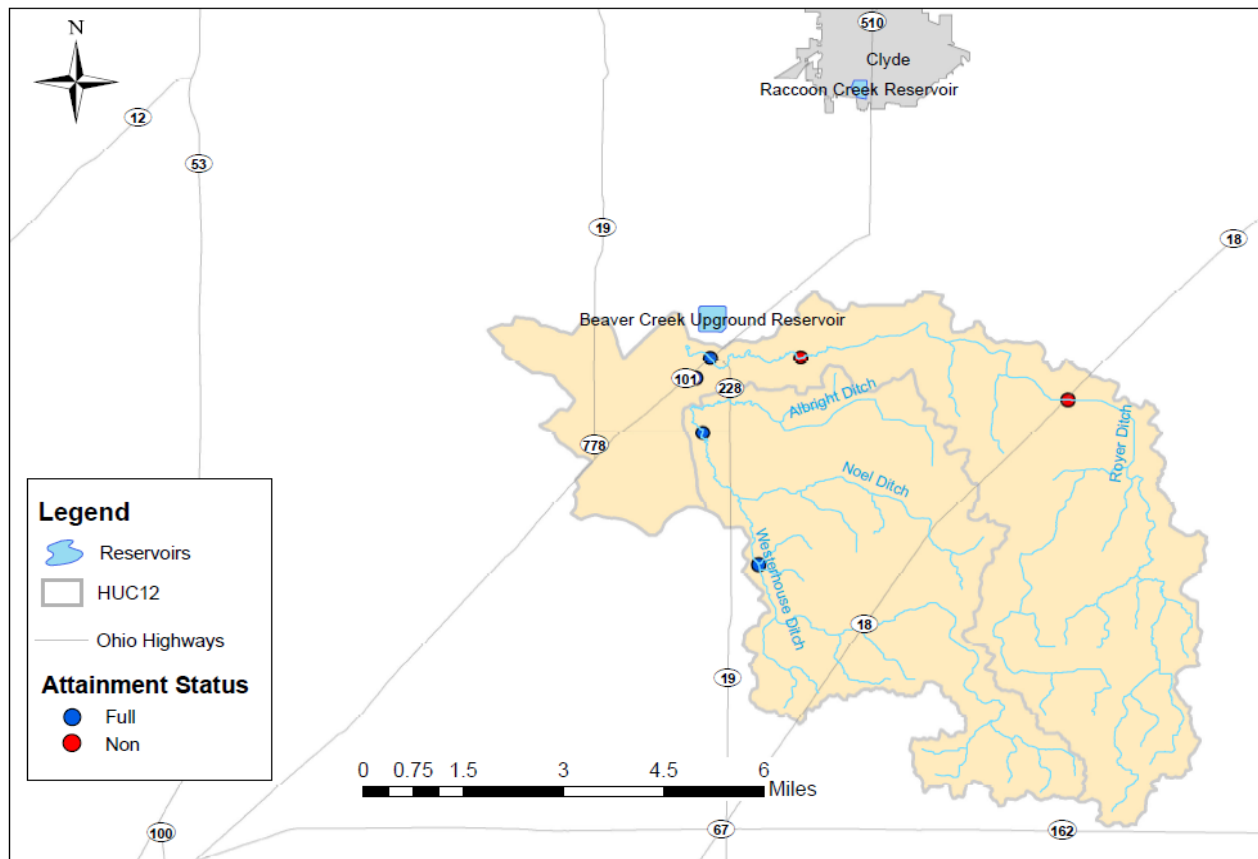 N
510
Clyde
Raccoon Creek Reservoir
12
53
19
18
Beaver Creek Upground Reservoir
101
228
Albright Ditch
778
Noel Ditch
Royer Ditch
Westerhouse Ditch
18
19
Legend
Reservoirs
HUC12
Ohio Highways
Attainment Status
Full
Non
0 0.75 1.5 3 4.5 6
Miles
100
67
162